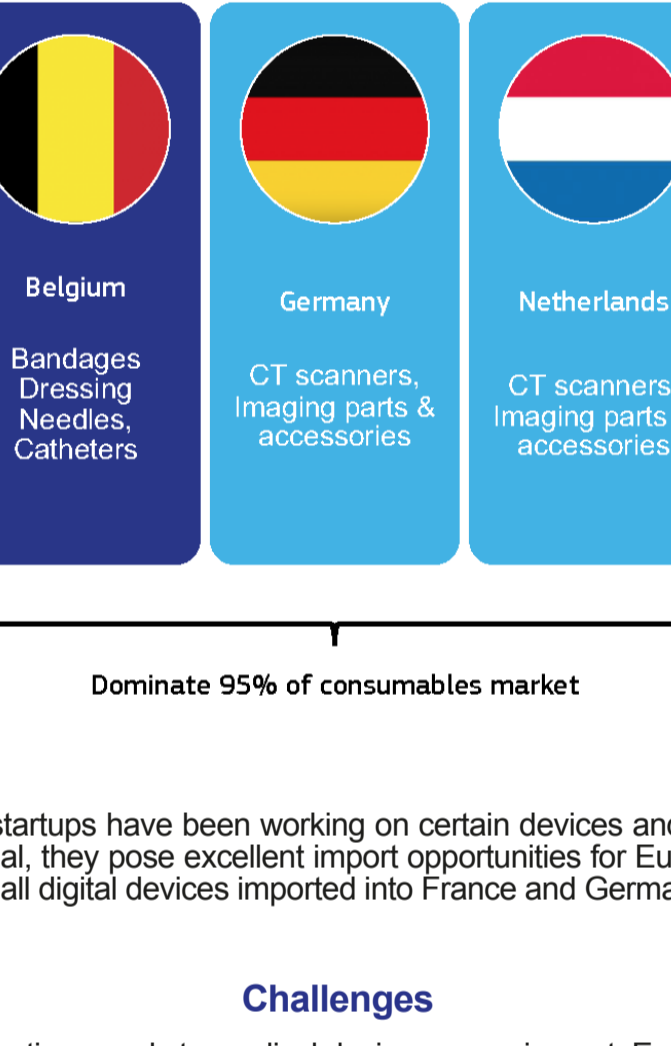 Belgium
Bandages
Dressing
Needles,
Catheters
Germany
CT scanners,
Imaging parts &
accessories
Netherlands
CT scanners
Imaging parts
accessories
Dominate 95% of consumables market
startups have been working on certain devices and
al, they pose excellent import opportunities for Eu
all digital devices imported into France and Germa
Challenges